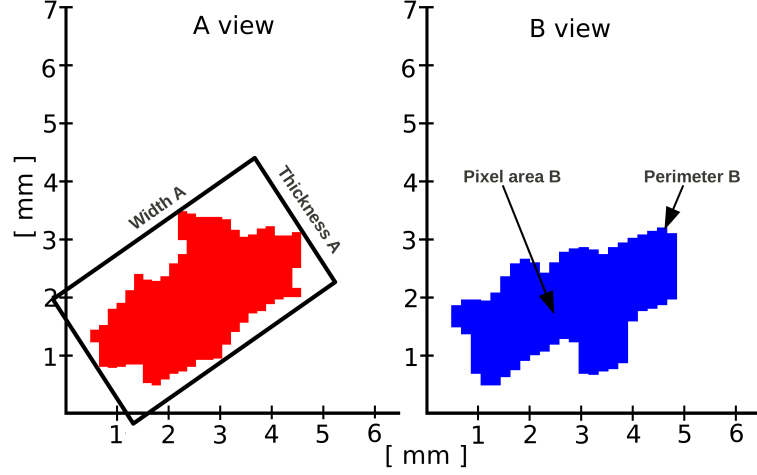 A view
B view
7
6
5
4
3
2
1
7
6
5
4
3
2
1
[ mm ]
Width A
Thickness A
Pixel area B
Perimeter B
1 2 3 4 5 6
1 2 3 4 5 6
[ mm ]